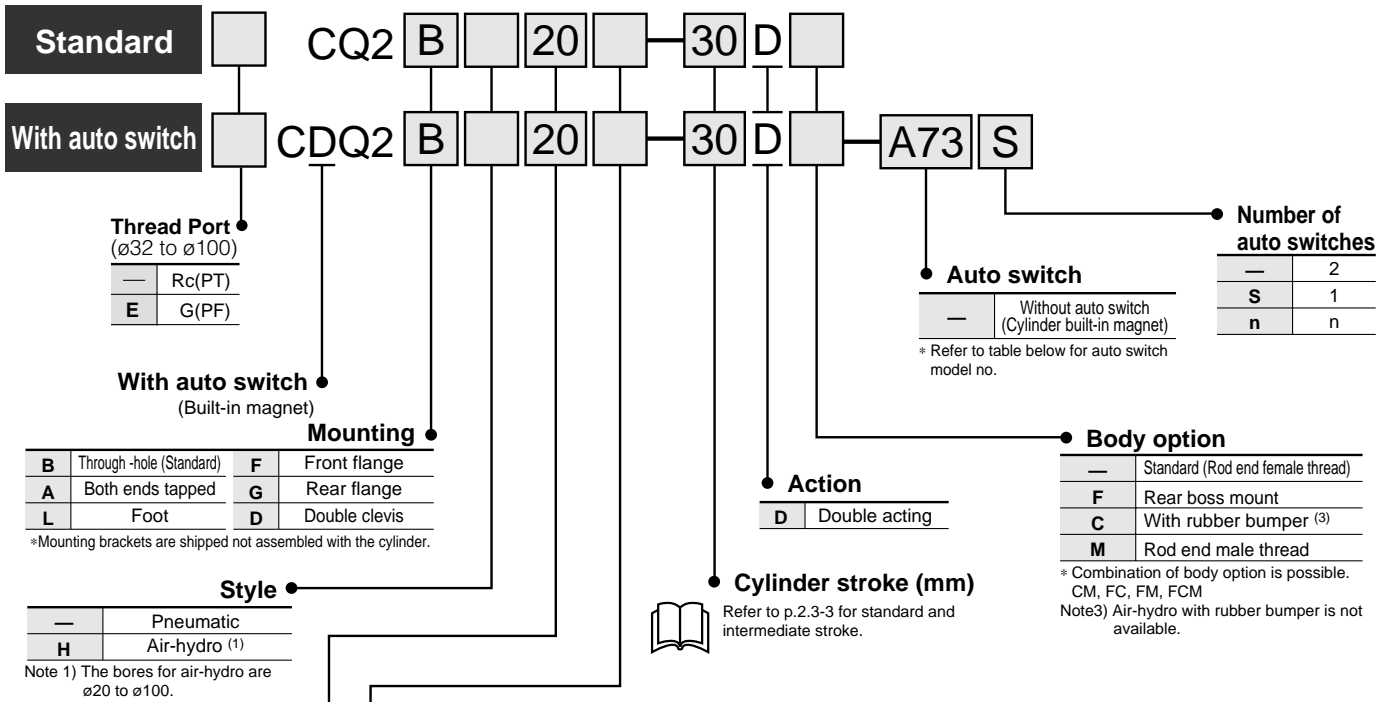 Standard CQ2 B 20 — 30 D
With auto switch CDQ2 B 20 — 30 D — A73 S
Thread Port
(ø32 to ø100)
— Rc(PT)
E G(PF)
With auto switch
(Built-in magnet)
Mounting
B Through -hole (Standard) F Front flange
A Both ends tapped G Rear flange
L Foot D Double clevis
*Mounting brackets are shipped not assembled with the cylinder.
Style
— Pneumatic
H Air-hydro (1)
Note 1) The bores for air-hydro are
ø20 to ø100.
Number of
auto switches
— 2
S 1
n n
Auto switch
— Without auto switch
(Cylinder built-in magnet)
* Refer to table below for auto switch
model no.
Body option
— Standard (Rod end female thread)
F Rear boss mount
C With rubber bumper (3)
M Rod end male thread
* Combination of body option is possible.
CM, FC, FM, FCM
Note3) Air-hydro with rubber bumper is not
available.
Action
D Double acting
Cylinder stroke (mm)
Refer to p.2.3-3 for standard and
intermediate stroke.